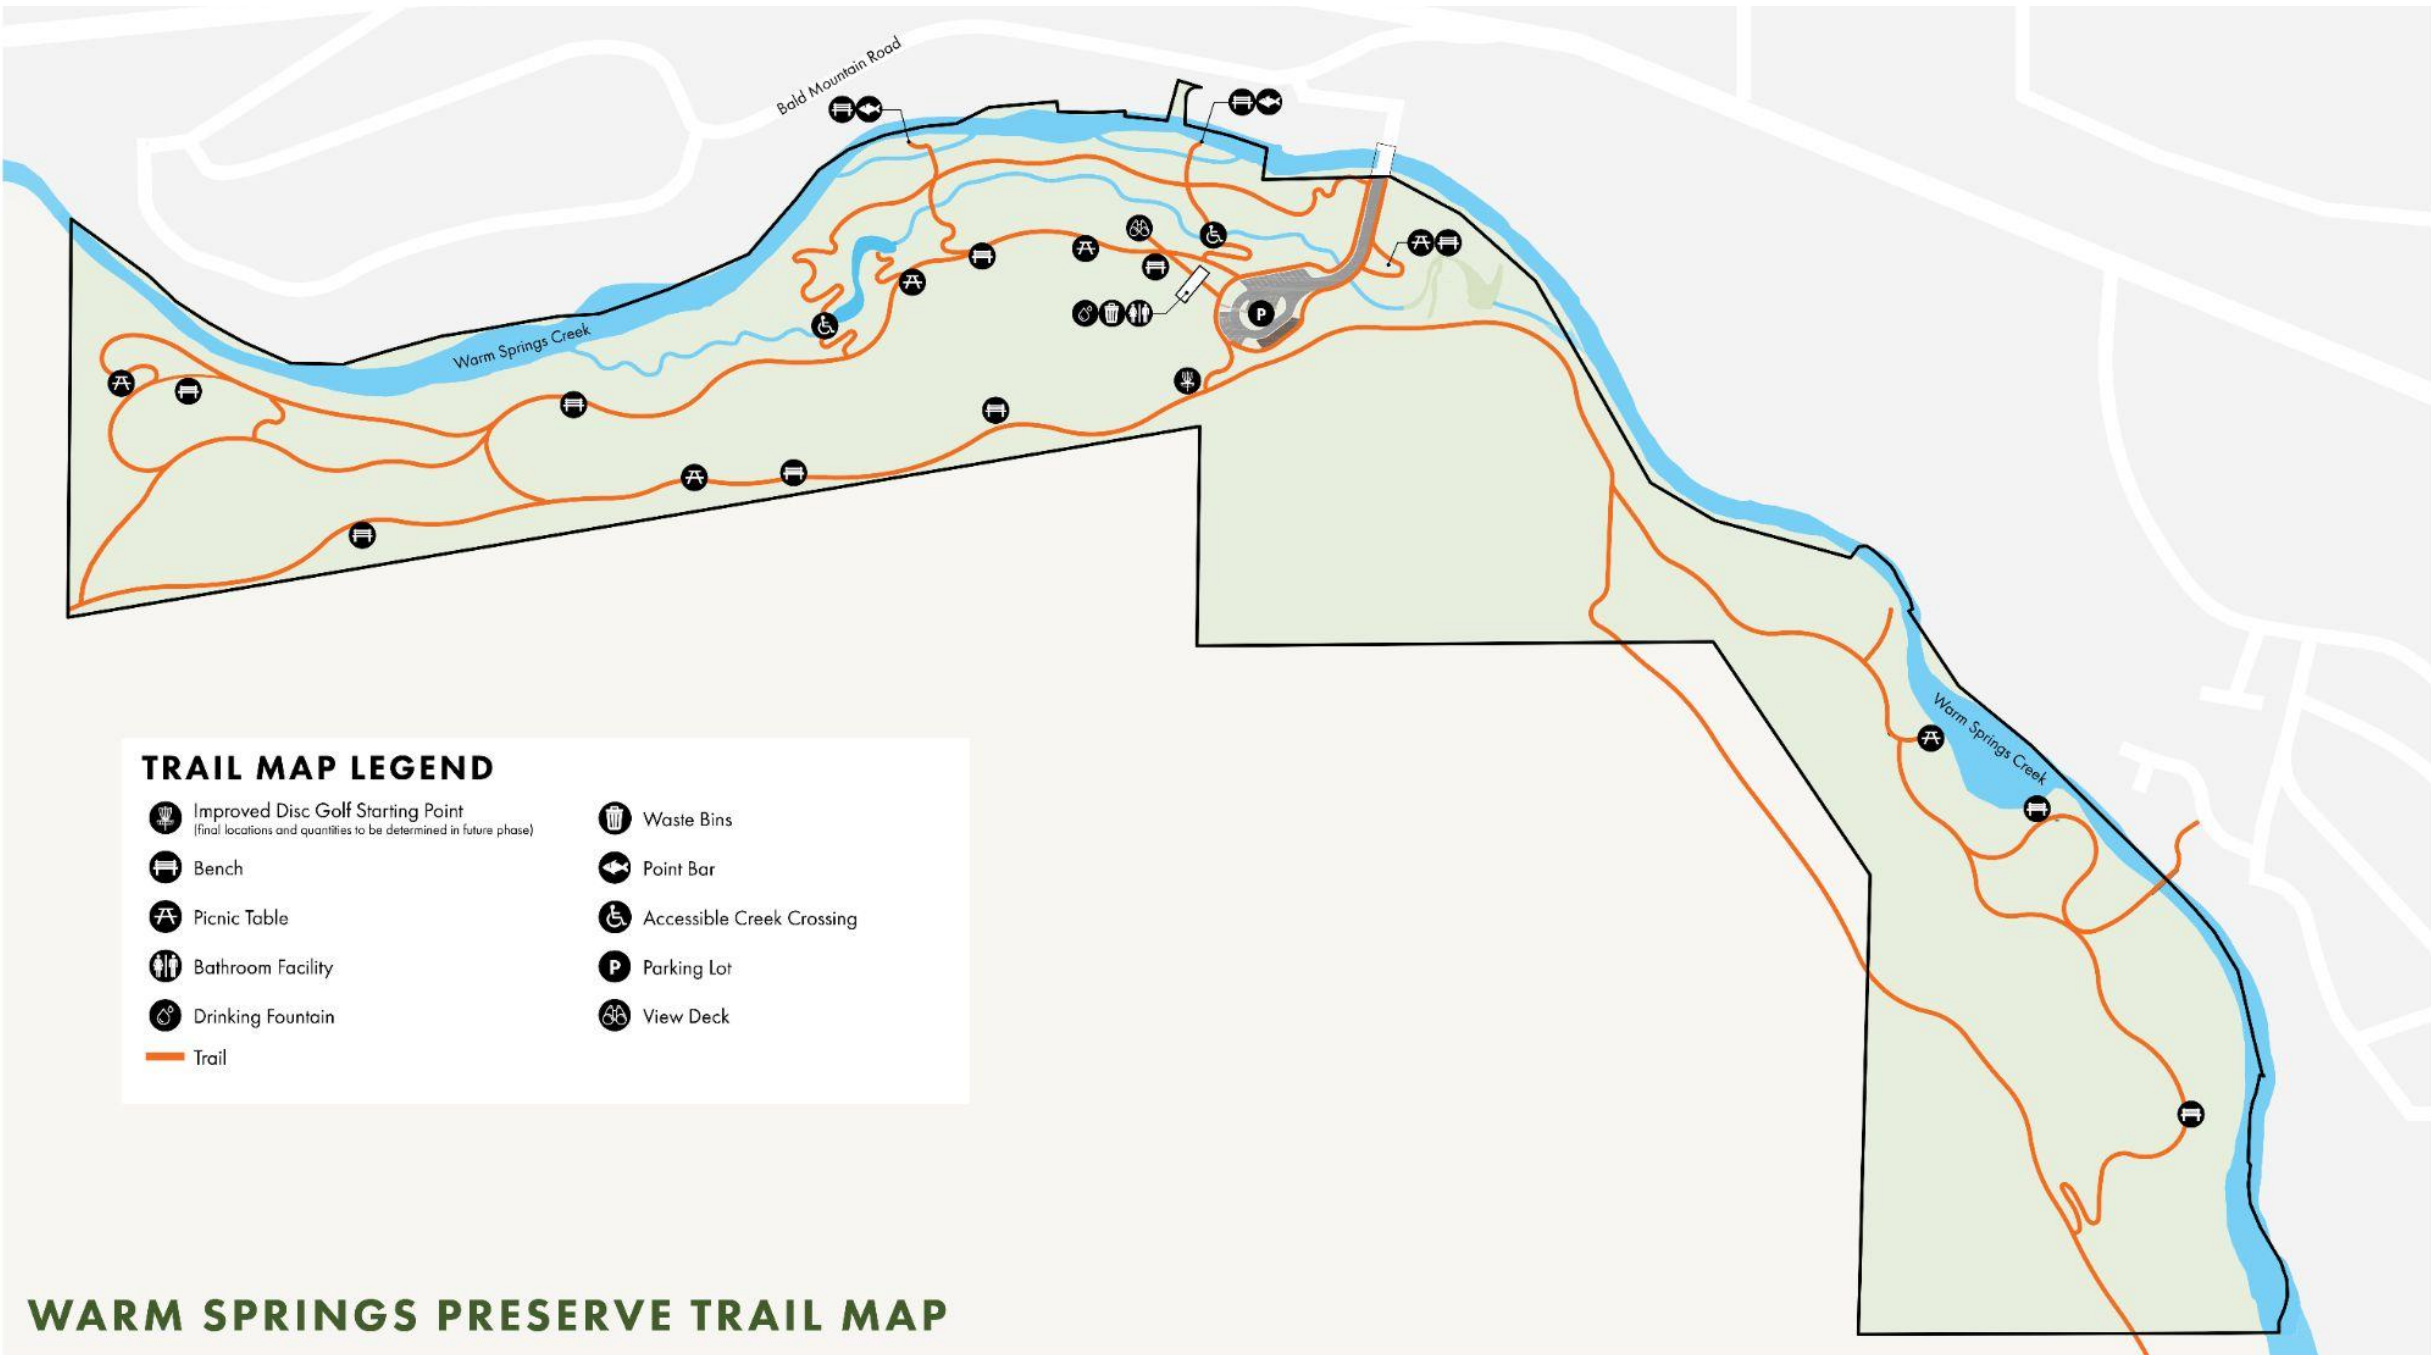 Bald Mountain Road
Warm Springs Creek
P
Warm Springs Creek
TRAIL MAP LEGEND
Improved Disc Golf Starting Point
(final locations and quantities to be determined in future phase)
Bench
Picnic Table
Bathroom Facility
Drinking Fountain
Trail
Waste Bins
Point Bar
Accessible Creek Crossing
P Parking Lot
View Deck
WARM SPRINGS PRESERVE TRAIL MAP